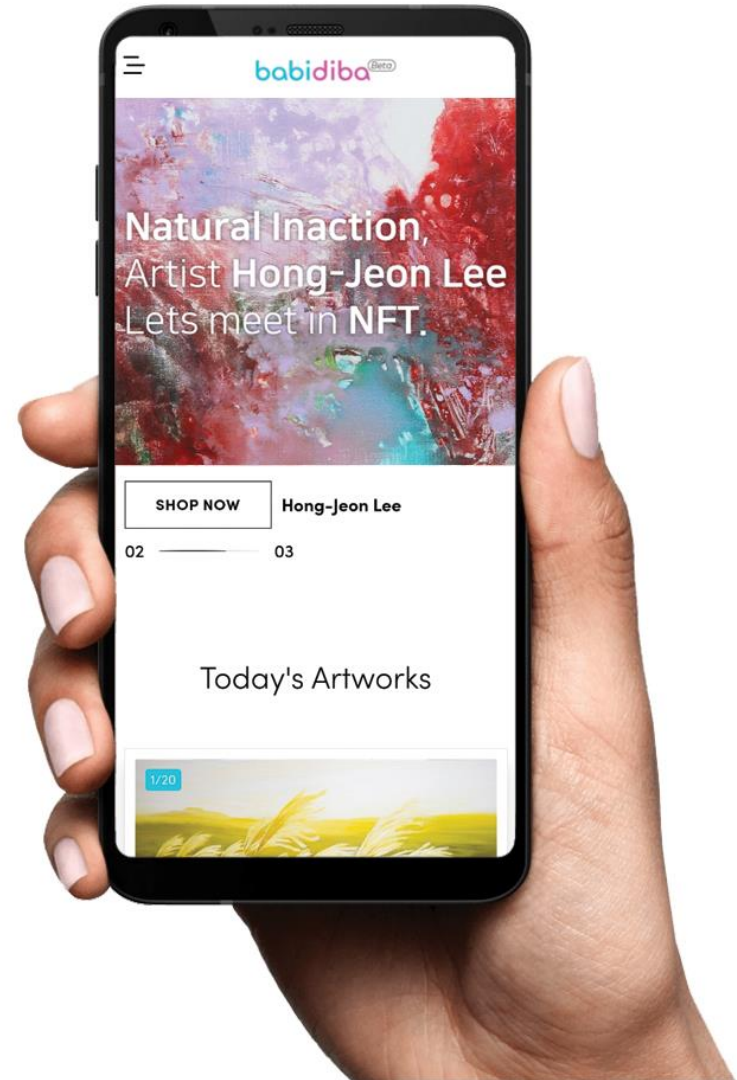 babidiba Beta
Natural Inaction,
Artist Hong-Jeon Lee
Lets meet in NFT.
SHOP NOW Hong-Jeon Lee
02 03
Today's Artworks
1/20